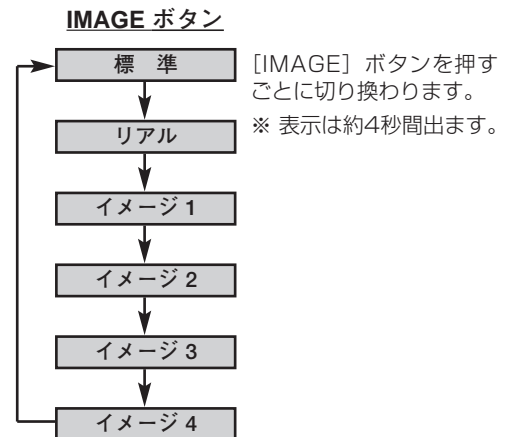 IMAGE ボタン
標　準
［IMAGE］ボタンを押す
ごとに切り換わります。
※ 表示は約4秒間出ます。
リアル
イメージ 1
イメージ 2
イメージ 3
イメージ 4